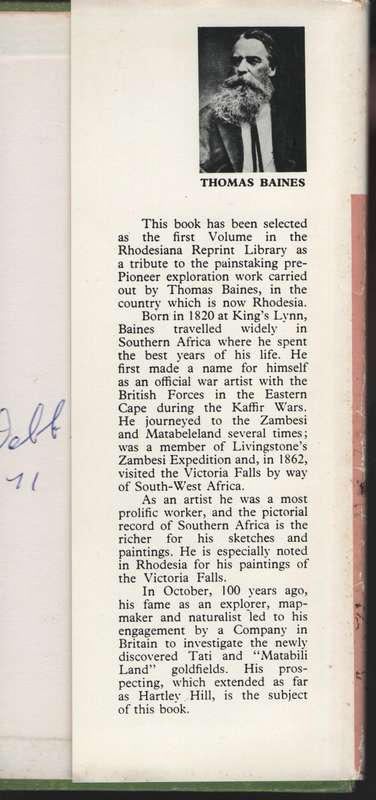 THOMAS BAINES
This book has been selected
as the first Volume in the
Rhodesiana Reprint Library as
a tribute to the painstaking pre-
Pioneer exploration work carried
out by Thomas Baines, in the
country which is now Rhodesia.
Born in 1820 at King's Lynn,
Baines travelled widely in
Southern Africa where he spent
the best years of his life. He
first made a name for himself
as an official war artist with the
British Forces in the Eastern
Cape during the Kaffir Wars.
He journeyed to the Zambesi
and Matabeleland several times;
was a member of Livingstone's
Zambesi Expedition and, in 1862,
visited the Victoria Falls by way
of South-West Africa.
As an artist he was a most
prolific worker, and the pictorial
record of Southern Africa is the
richer for his sketches and
paintings. He is especially noted
in Rhodesia for his paintings of
the Victoria Falls.
In October, 100 years ago,
his fame as an explorer, map-
maker and naturalist led to his
engagement by a Company in
Britain to investigate the newly
discovered Tati and "Matabili
Land" goldfields. His pros-
pecting, which extended as far
as Hartley Hill, is the subject
of this book.